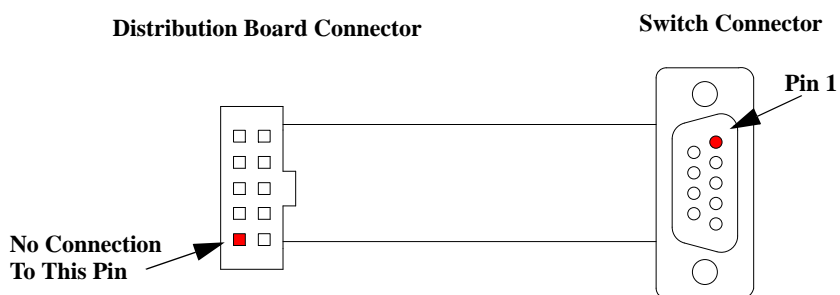 Distribution Board Connector
Switch Connector
Pin 1
No Connection
To This Pin